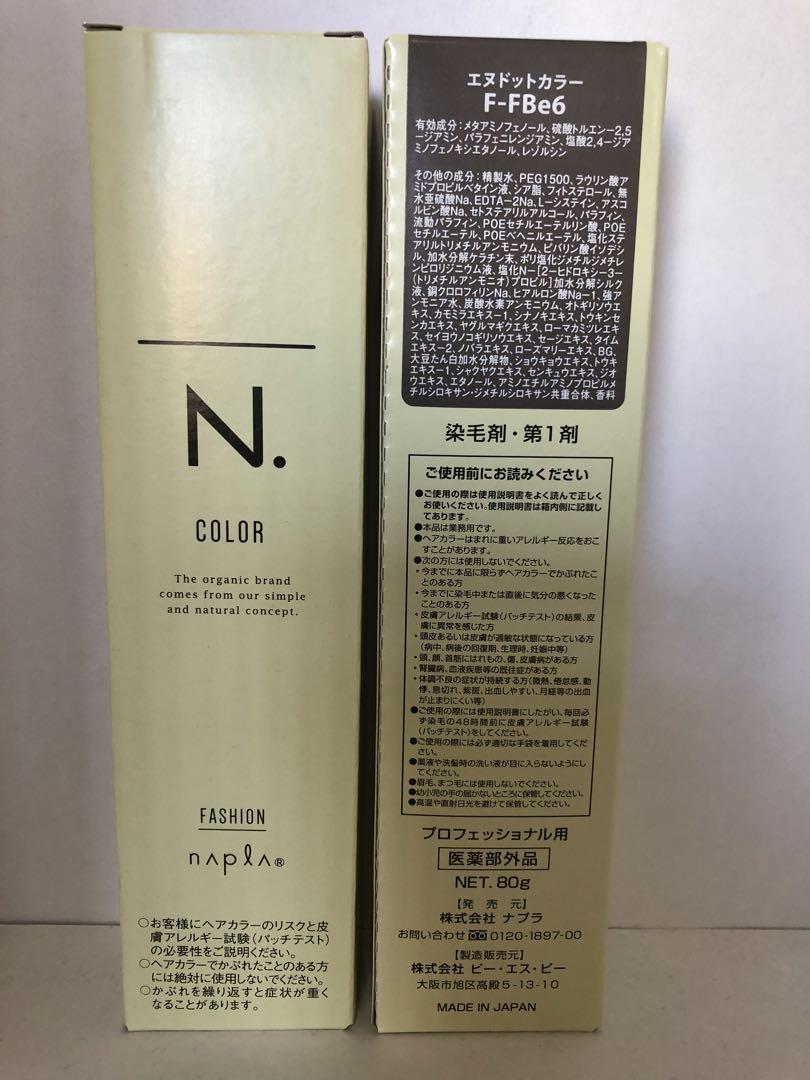 N.
COLOR
The organic brand
comes from our simple
and natural concept.
FASHION
napla®
○お客様にヘアカラーのリスクと皮
膚アレルギー試験（パッチテスト）
の必要性をご説明ください。
○ヘアカラーでかぶれたことのある方
には絶対に使用しないでください。
○かぶれを繰り返すと症状が重く
なることがあります。
エヌドットカラー
F-FBe6
有効成分：メタアミノフェノール、硫酸トルエン−2,5
−ジアミン、パラフェニレンジアミン、塩酸2,4−ジア
ミノフェノキシエタノール、レゾルシン
その他の成分：精製水、PEG1500、ラウリン酸ア
ミドプロピルベタイン液、シア脂、フィトステロール、無
水亜硫酸Na、EDTA−2Na、L−システイン、アスコ
ルビン酸Na、セトステアリルアルコール、パラフィン、
流動パラフィン、POEセチルエーテルリン酸、POE
セチルエーテル、POEベヘニルエーテル、塩化ステ
アリルトリメチルアンモニウム、ピバリン酸イソデシ
ル、加水分解ケラチン末、ポリ塩化ジメチルジメチレ
ンピロリジニウム液、塩化N−[2−ヒドロキシ−3−
(トリメチルアンモニオ)プロピル]加水分解シルク
液、銅クロロフィリンNa、ヒアルロン酸Na−1、強ア
ンモニア水、炭酸水素アンモニウム、オトギリソウエ
キス、カモミラエキス−1、シナノキエキス、トウキンセ
ンカエキス、ヤグルマギクエキス、ローマカミツレエキ
ス、セイヨウノコギリソウエキス、セージエキス、タイム
エキス−2、ノバラエキス、ローズマリーエキス、BG、
大豆たん白加水分解物、ショウキョウエキス、トウキ
エキス−1、シャクヤクエキス、センキュウエキス、ジオ
ウエキス、エタノール、アミノエチルアミノプロピルメ
チルシロキサン・ジメチルシロキサン共重合体、香料
染毛剤・第1剤
ご使用前にお読みください
●ご使用の際は使用説明書をよく読んで正しく
お使いください。使用説明書は箱内側に記載し
てあります。
●本品は業務用です。
●ヘアカラーはまれに重いアレルギー反応をおこ
すことがあります。
●次の方には使用しないでください。
・今までに本品に限らずヘアカラーでかぶれたこ
とのある方
・今までに染毛中または直後に気分の悪くなった
ことのある方
・皮膚アレルギー試験（パッチテスト）の結果、皮
膚に異常を感じた方
・頭皮あるいは皮膚が過敏な状態になっている方
（病中、病後の回復期、生理時、妊娠中等）
・頭、顔、首筋にはれもの、傷、皮膚病がある方
・腎臓病、血液疾患等の既往症がある方
・体調不良の症状が持続する方（微熱、倦怠感、動
悸、息切れ、紫斑、出血しやすい、月経等の出血
が止まりにくい等）
●ご使用の際には使用説明書にしたがい、毎回必
ず染毛の48時間前に皮膚アレルギー試験
（パッチテスト）をしてください。
●ご使用の際には必ず適切な手袋を着用してくだ
さい。
●薬液や洗髪時の洗い液が目に入らないようにし
てください。
●眉毛、まつ毛には使用しないでください。
●幼小児の手の届かないところに保管してください。
●高温や直射日光を避けて保管してください。
プロフェッショナル用
医薬部外品
NET. 80g
【発 売 元】
株式会社 ナプラ
お問い合わせ 0120-1897-00
【製造販売元】
株式会社 ビー・エス・ピー
大阪市旭区高殿5-13-10
MADE IN JAPAN